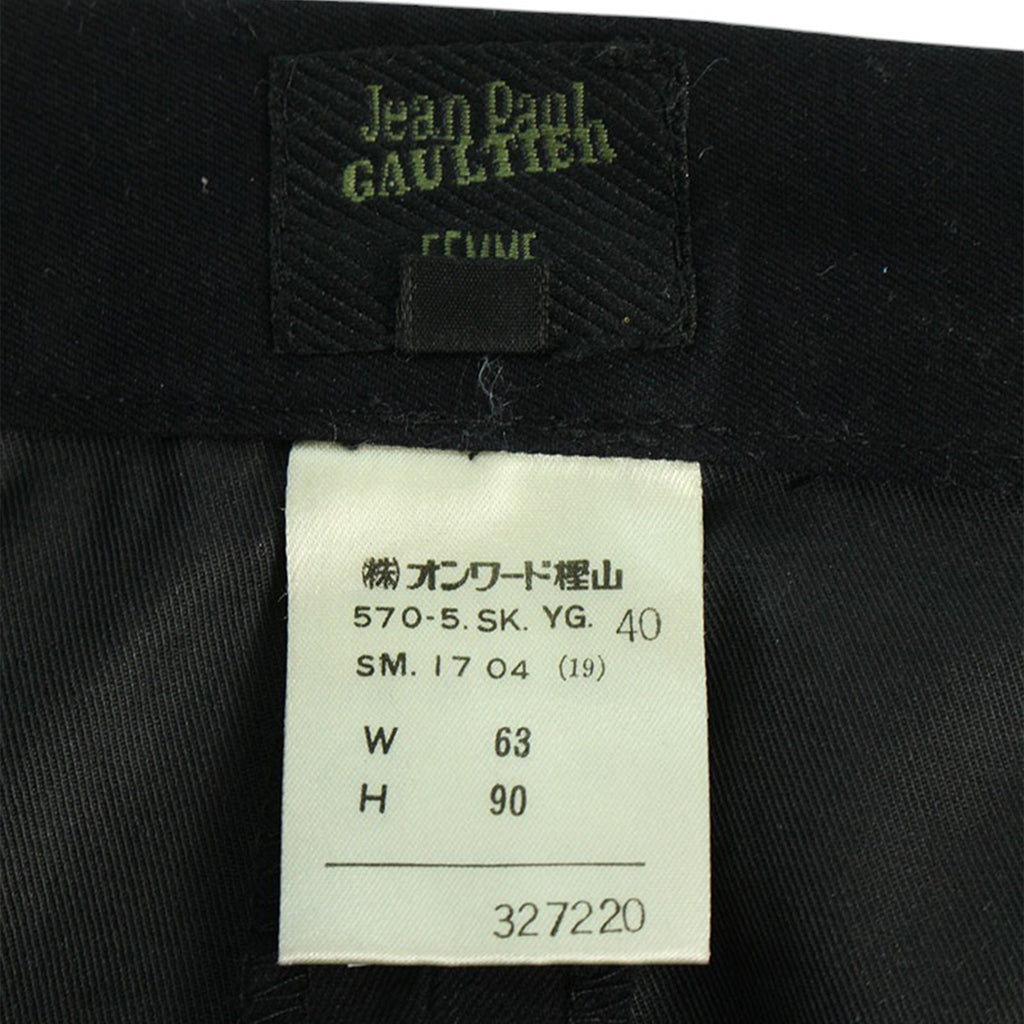 Jean Paul
GAULTIER
FEMME
(株)オンワード樫山
570-5. SK. YG. 40
SM. 17 04 (19)
W 63
H 90
327220